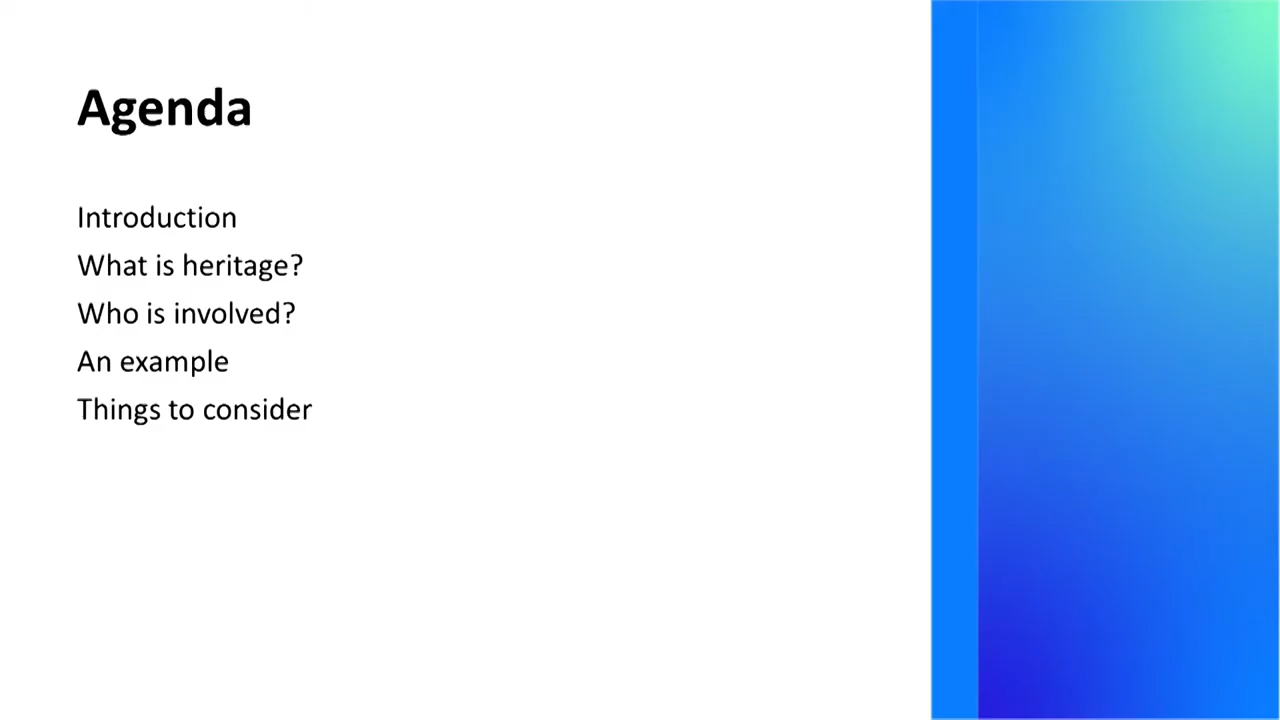 Agenda
Introduction
What is heritage?
Who is involved?
An example
Things to consider